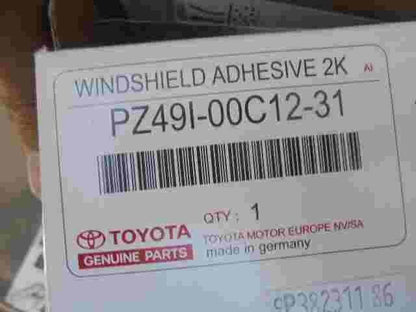 WINDSHIELD ADHESIVE 2K AI
PZ49I-00C12-31
QTY: 1
TOYOTA
GENUINE PARTS
TOYOTA MOTOR EUROPE NV/SA
made in germany